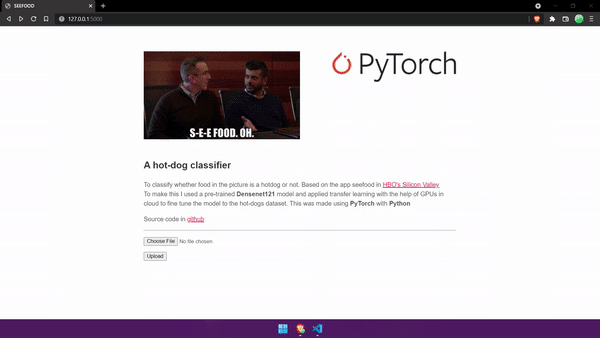 SEEFOOD
127.0.0.1:5000
S-E-E FOOD. OH.
PyTorch
A hot-dog classifier
To classify whether food in the picture is a hotdog or not. Based on the app seefood in HBO's Silicon Valley
To make this I used a pre-trained Densenet121 model and applied transfer learning with the help of GPUs in
cloud to fine tune the model to the hot-dogs dataset. This was made using PyTorch with Python
Source code in github
Choose File No file chosen
Upload